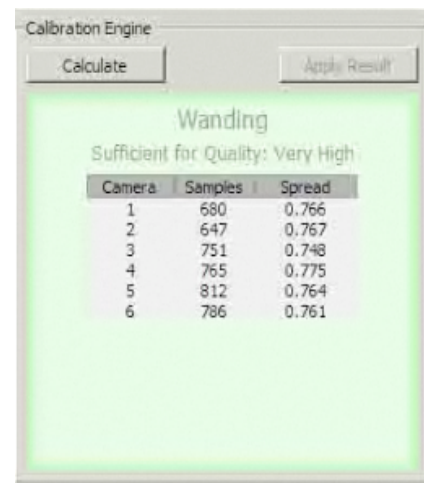 Calibration Engine
Calculate Apply Result
Wanding
Sufficient for Quality: Very High
Camera Samples Spread
1 680 0.766
2 647 0.767
3 751 0.748
4 765 0.775
5 812 0.764
6 786 0.761